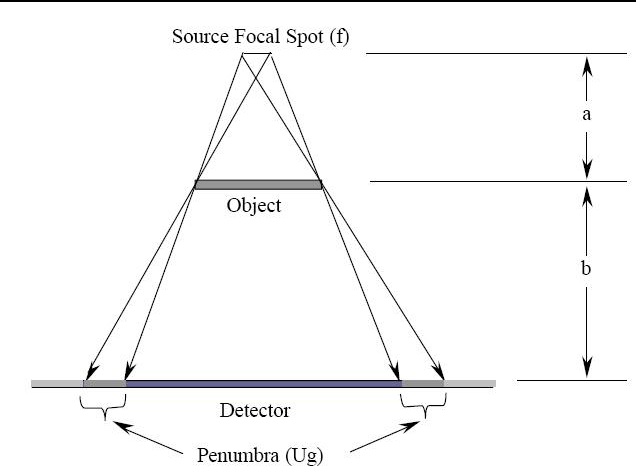 Source Focal Spot (f)
a
Object
b
Detector
Penumbra (Ug)